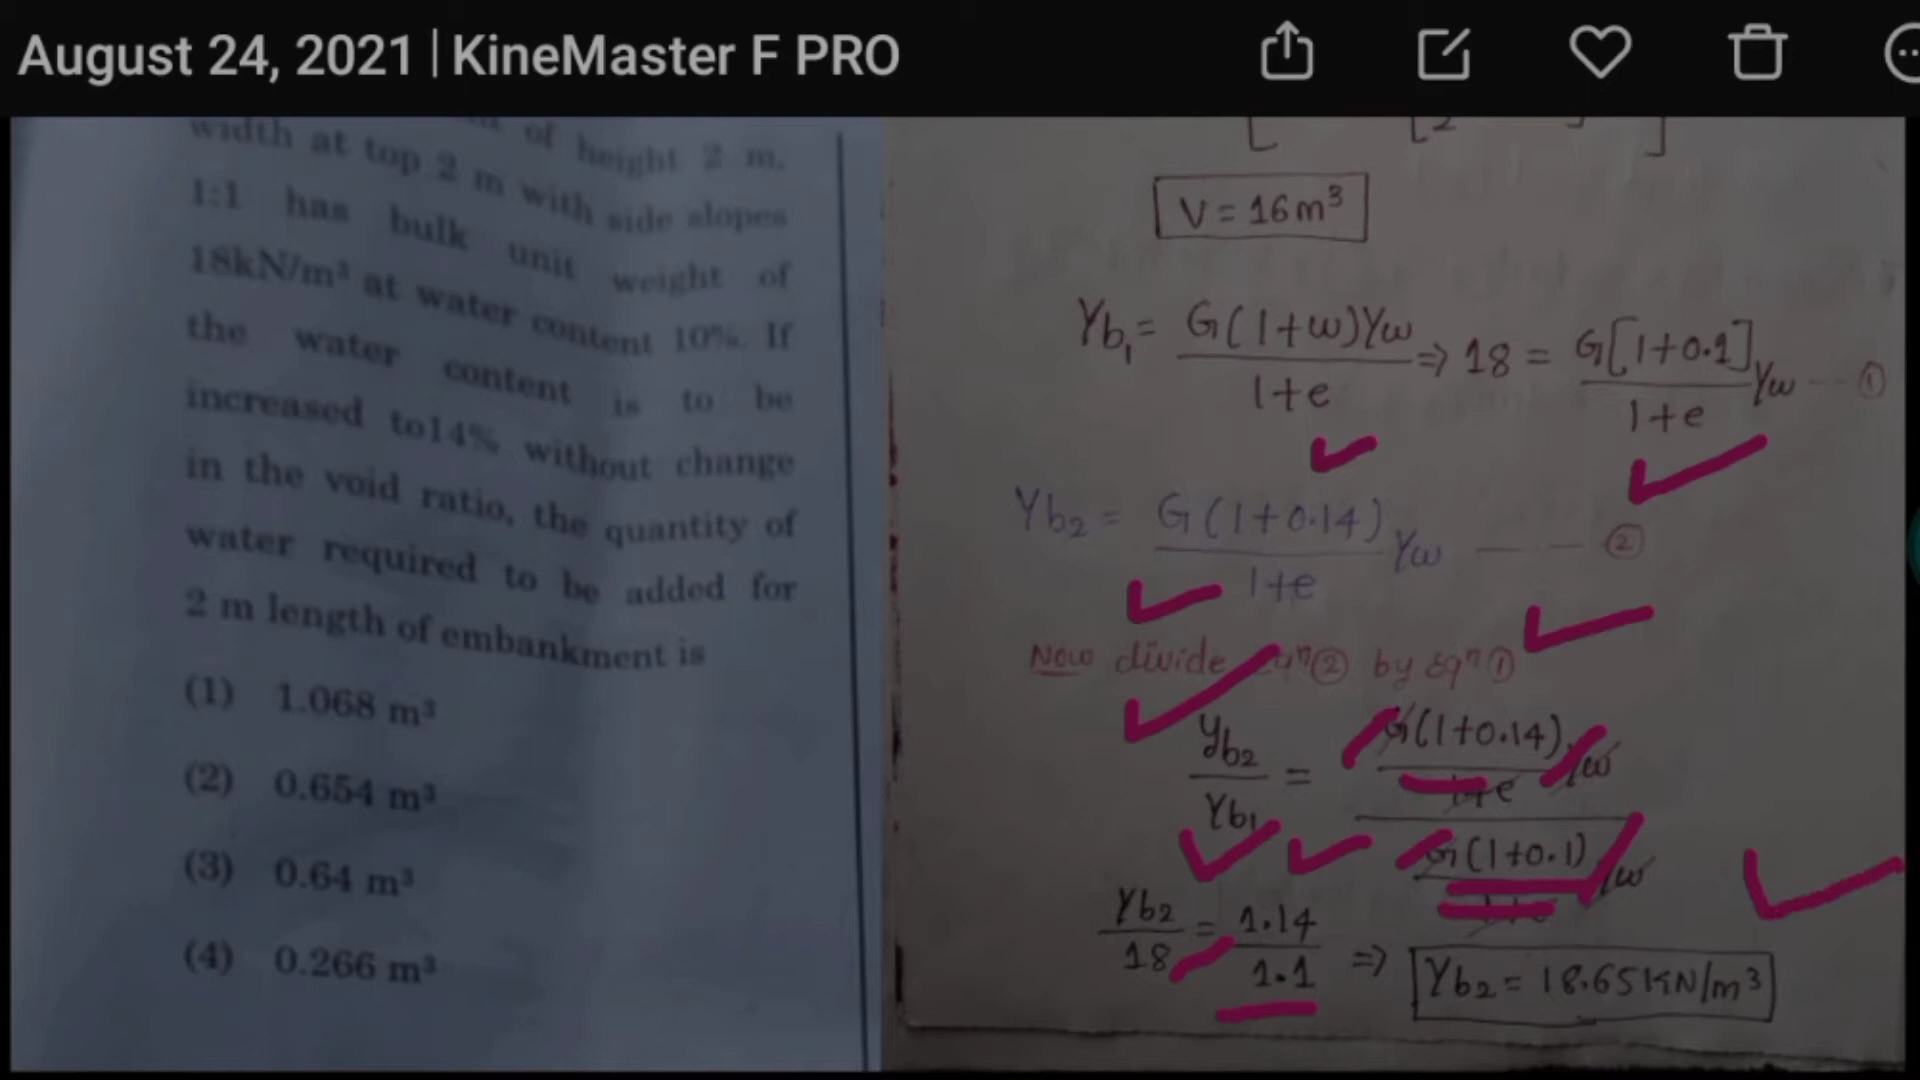 August 24, 2021 | KineMaster F PRO
of height 2 m,
width at top 2 m with side slopes
1:1 has bulk unit weight of
18kN/m³ at water content 10%. If
the water content is to be
increased to14% without change
in the void ratio, the quantity of
water required to be added for
2 m length of embankment is
(1) 1.068 m³
(2) 0.654 m³
(3) 0.64 m³
(4) 0.266 m³
V = 16m³
γb₁ = G(1+w)γw / 1+e ⇒ 18 = G[1+0.1] / 1+e γw --- ①
γb₂ = G(1+0.14) / 1+e γw --- ②
Now divide Eqⁿ② by Eqⁿ①
γb₂ / γb₁ = G(1+0.14) / 1+e γw / G(1+0.1) / 1+e γw
γb₂ / 18 = 1.14 / 1.1 ⇒ γb₂ = 18.65KN/m³